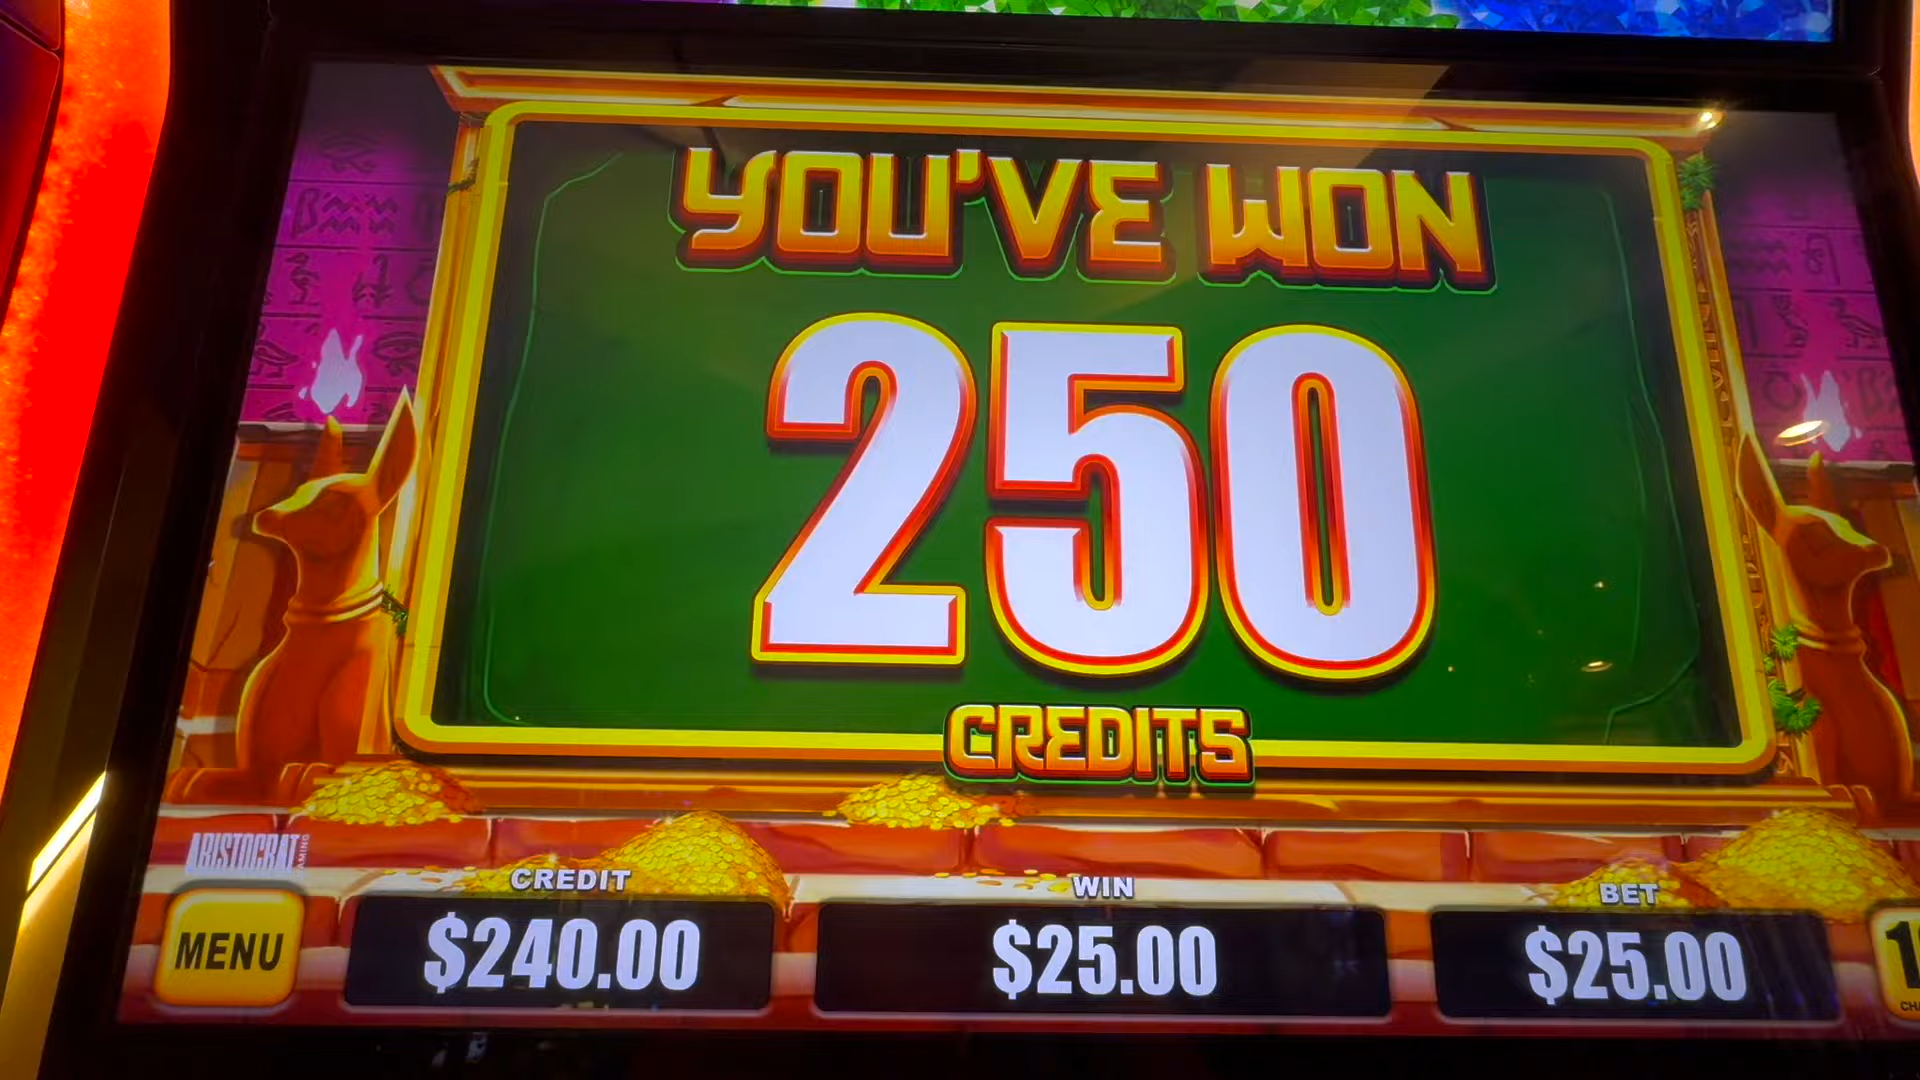 YOU'VE WON
250
CREDITS
ARISTOCRAT
CREDIT
WIN
BET
MENU
$240.00
$25.00
$25.00